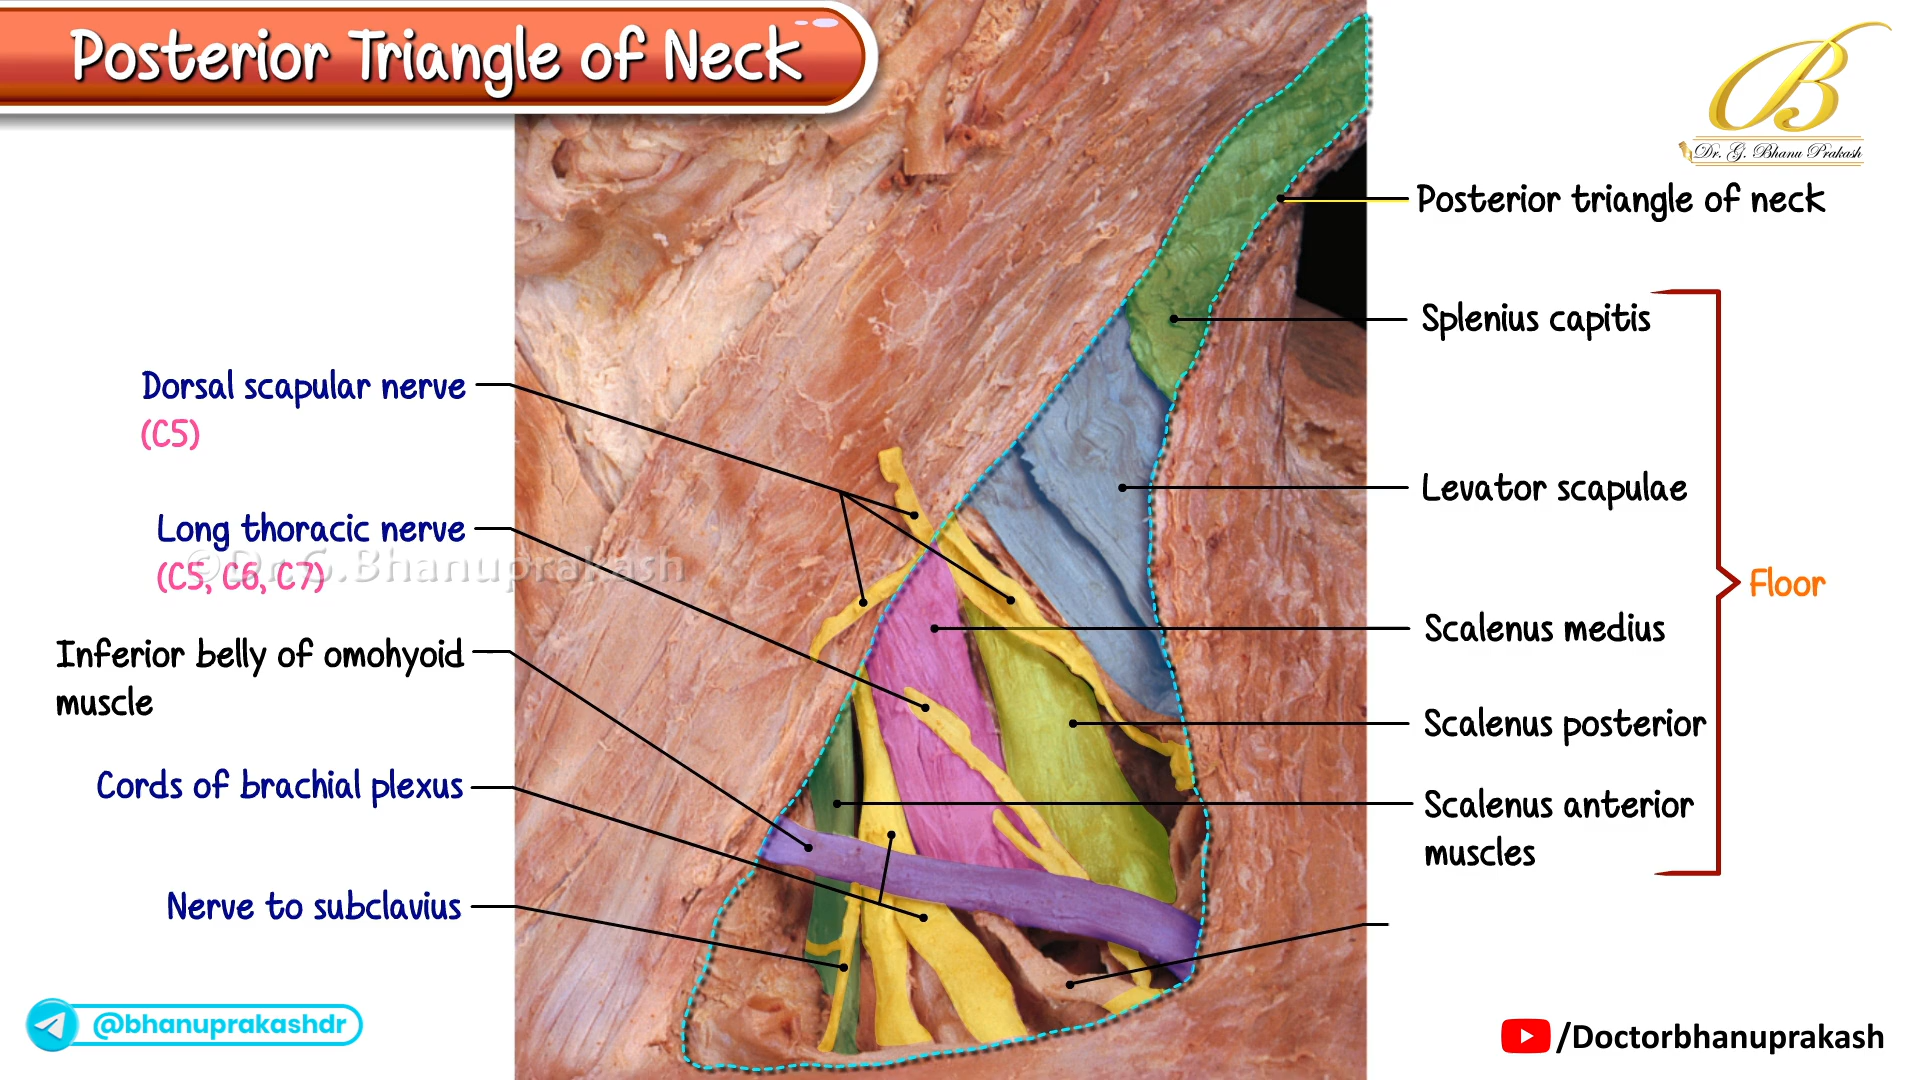 Posterior Triangle of Neck
B
Dr. G. Bhanu Prakash
Posterior triangle of neck
Splenius capitis
Levator scapulae
Scalenus medius
Scalenus posterior
Scalenus anterior
muscles
Floor
Dorsal scapular nerve
(C5)
Long thoracic nerve
(C5, C6, C7)
©Dr.G.Bhanuprakash
Inferior belly of omohyoid
muscle
Cords of brachial plexus
Nerve to subclavius
@bhanuprakashdr
/Doctorbhanuprakash